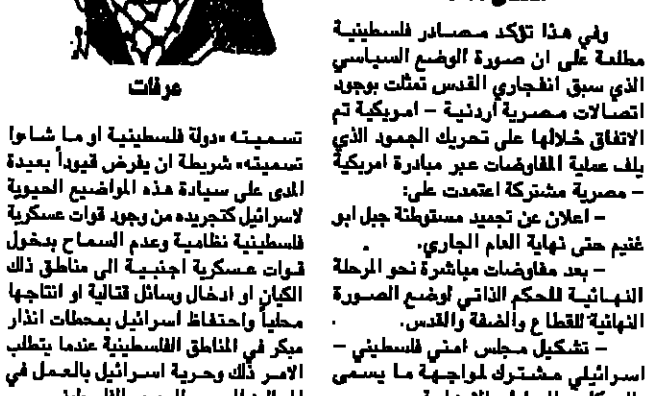 وفي هذا تؤكد مصادر فلسطينية
مطلعة على ان صورة الوضع السياسي
الذي سبق انفجاري القدس تمثلت بوجود
اتصالات مصرية أردنية – امريكية تم
الاتفاق خلالها على تحريك الجمود الذي
يلف عملية المفاوضات عبر مبادرة امريكية
– مصرية مشتركة اعتمدت على:
– اعلان عن تجميد مستوطنة جبل ابو
غنيم حتى نهاية العام الجاري.
– بعد مفاوضات مباشرة نحو المرحلة
النهائية للحكم الذاتي لوضع الصورة
النهائية للقطاع والضفة والقدس.
– تشكيل مجلس امني فلسطيني –
اسرائيلي مشترك لمواجهة ما يسمى
عرفات
تسميته «دولة فلسطينية او ما شاءوا
تسميته» شريطة ان يفرض قيوداً بعيدة
المدى على سيادة هذه المواضيع الحيوية
لاسرائيل كتجريده من وجود قوات عسكرية
فلسطينية نظامية وعدم السماح بدخول
قوات عسكرية اجنبية الى مناطق ذلك
الكيان او ادخال وسائل قتالية او انتاجها
محلياً واحتفاظ اسرائيل بمحطات انذار
مبكر في المناطق الفلسطينية عندما يتطلب
الامر ذلك وحرية اسرائيل بالعمل في